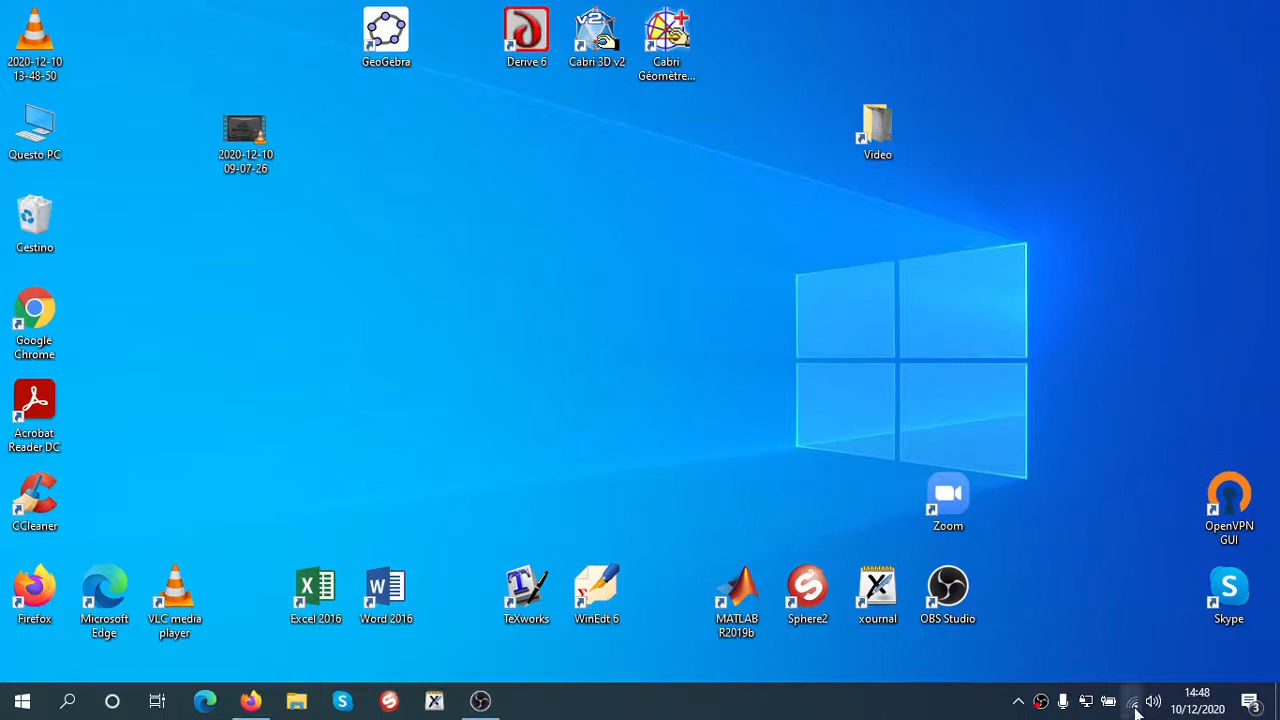 2020-12-10
13-48-50
GeoGebra
Derive 6
v2
Cabri 3D v2
Cabri
Géomètre...
Questo PC
2020-12-10
09-07-26
Video
Cestino
Google
Chrome
Acrobat
Reader DC
CCleaner
Zoom
OpenVPN
GUI
Firefox
Microsoft
Edge
VLC media
player
Excel 2016
Word 2016
TeXworks
WinEdt 6
MATLAB
R2019b
Sphere2
xournal
OBS Studio
Skype
14:48
10/12/2020
3